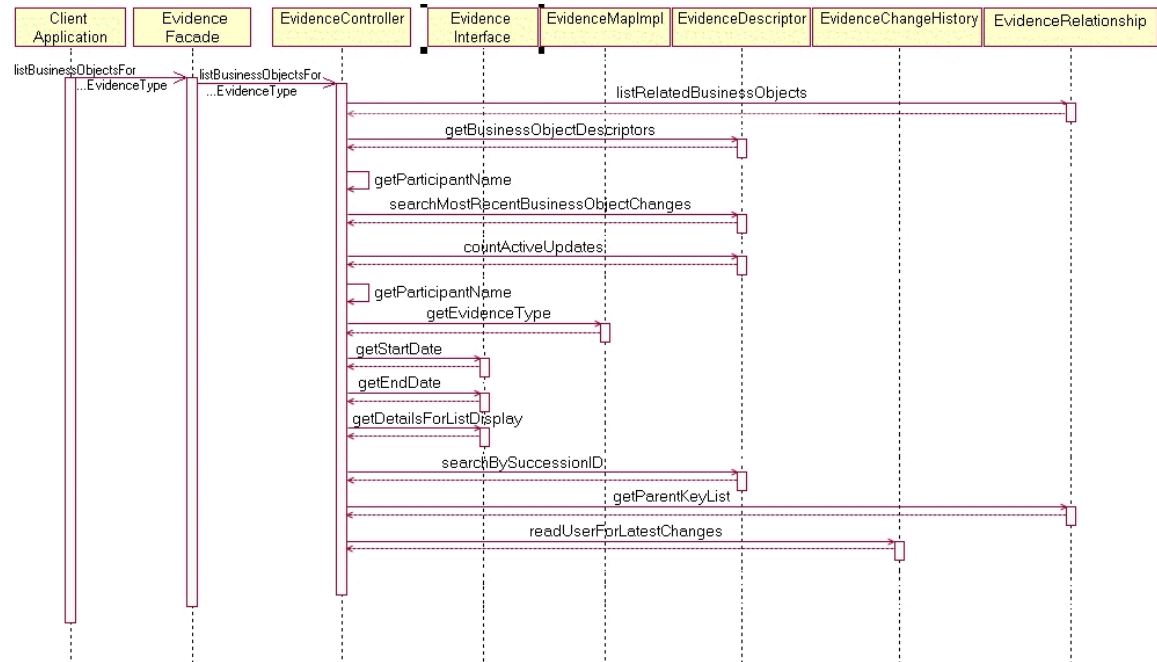 Client
Application
Evidence
Facade
EvidenceController
Evidence
Interface
EvidenceMapImpl
EvidenceDescriptor
EvidenceChangeHistory
EvidenceRelationship
listBusinessObjectsFor
...EvidenceType
listBusinessObjectsFor
...EvidenceType
listRelatedBusinessObjects
getBusinessObjectDescriptors
getParticipantName
searchMostRecentBusinessObjectChanges
countActiveUpdates
getParticipantName
getEvidenceType
getStartDate
getEndDate
getDetailsForListDisplay
searchBySuccessionID
getParentKeyList
readUserForLatestChanges